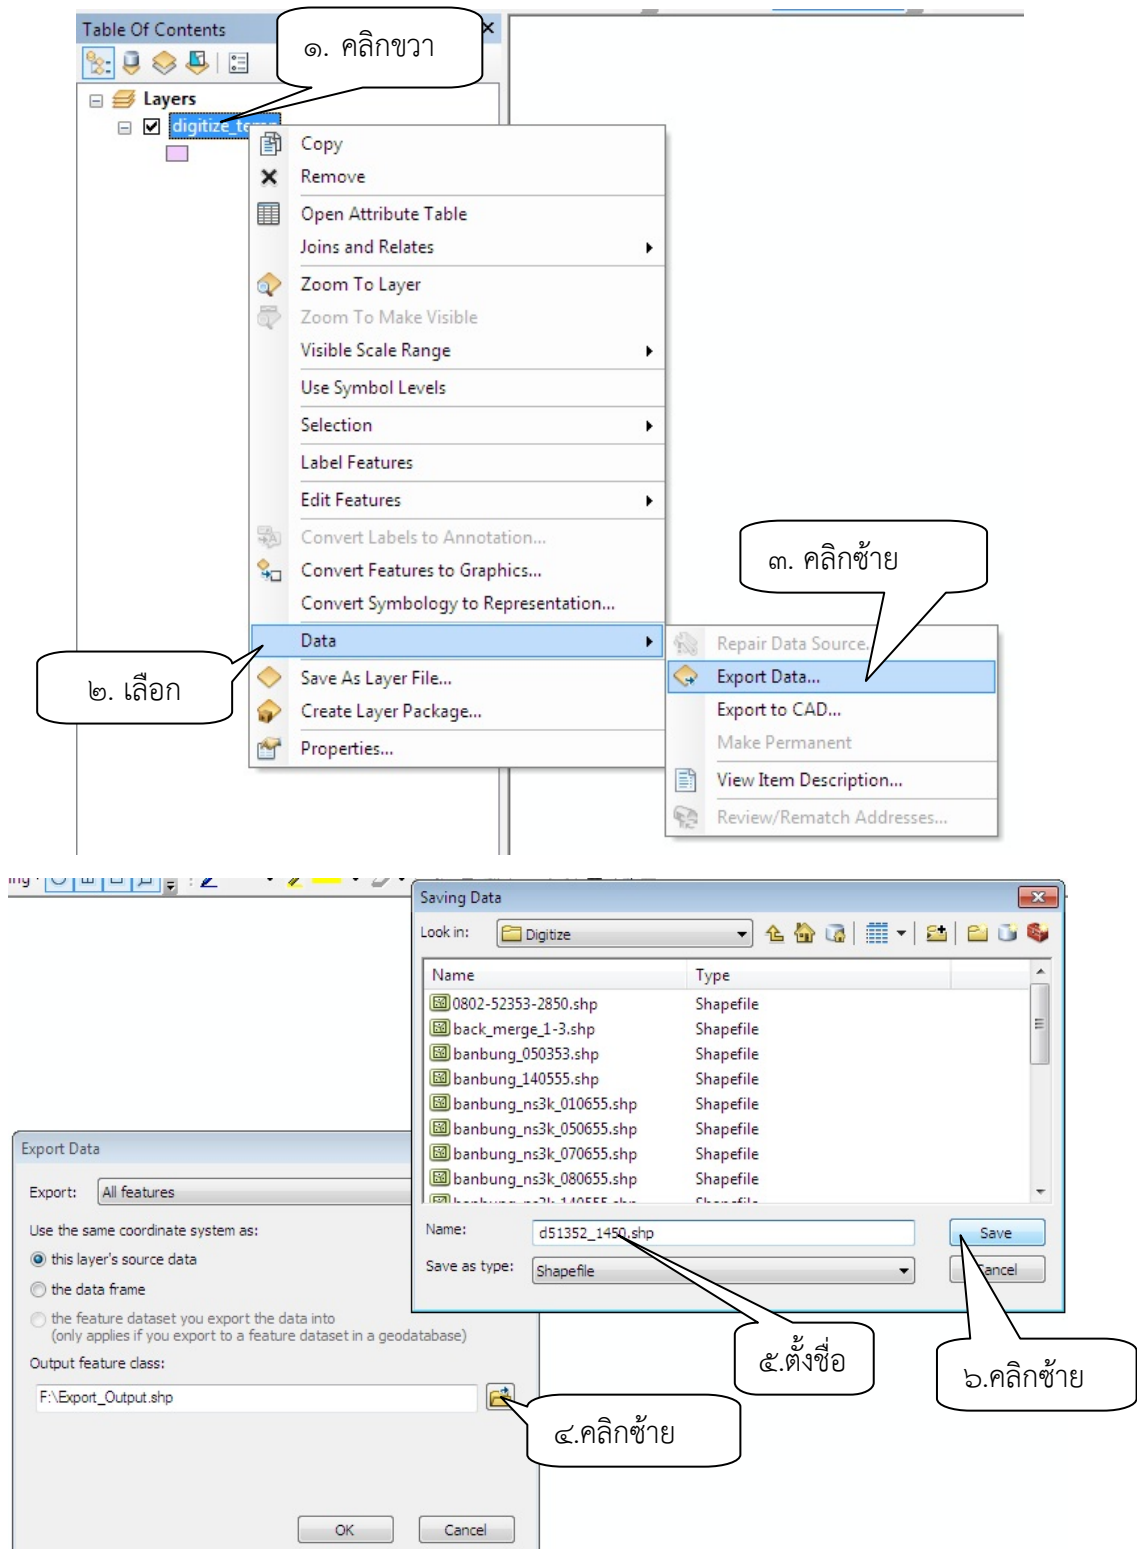 Table Of Contents
๑. คลิกขวา
Layers
digitize_temp
Copy
Remove
Open Attribute Table
Joins and Relates
Zoom To Layer
Zoom To Make Visible
Visible Scale Range
Use Symbol Levels
Selection
Label Features
Edit Features
Convert Labels to Annotation...
Convert Features to Graphics...
Convert Symbology to Representation...
Data
Save As Layer File...
Create Layer Package...
Properties...
๒. เลือก
๓. คลิกซ้าย
Repair Data Source...
Export Data...
Export to CAD...
Make Permanent
View Item Description...
Review/Rematch Addresses...
Saving Data
Look in: Digitize
Name Type
0802-52353-2850.shp Shapefile
back_merge_1-3.shp Shapefile
banbung_050353.shp Shapefile
banbung_140555.shp Shapefile
banbung_ns3k_010655.shp Shapefile
banbung_ns3k_050655.shp Shapefile
banbung_ns3k_070655.shp Shapefile
banbung_ns3k_080655.shp Shapefile
banbung_ns3k_140555.shp Shapefile
Name: d51352_1450.shp Save
Save as type: Shapefile Cancel
๕.ตั้งชื่อ
๖.คลิกซ้าย
Export Data
Export: All features
Use the same coordinate system as:
this layer's source data
the data frame
the feature dataset you export the data into
(only applies if you export to a feature dataset in a geodatabase)
Output feature class:
F:\Export_Output.shp
๔.คลิกซ้าย
OK Cancel